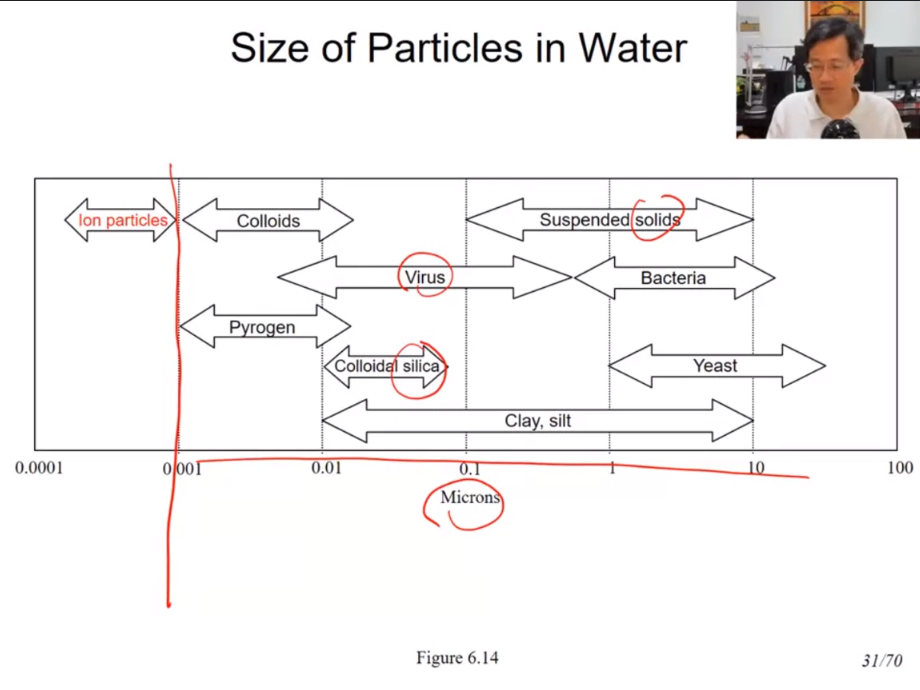 Size of Particles in Water
Ion particles
Colloids
Suspended solids
Virus
Bacteria
Pyrogen
Colloidal silica
Yeast
Clay, silt
0.0001 0.001 0.01 0.1 1 10 100
Microns
Figure 6.14
31/70